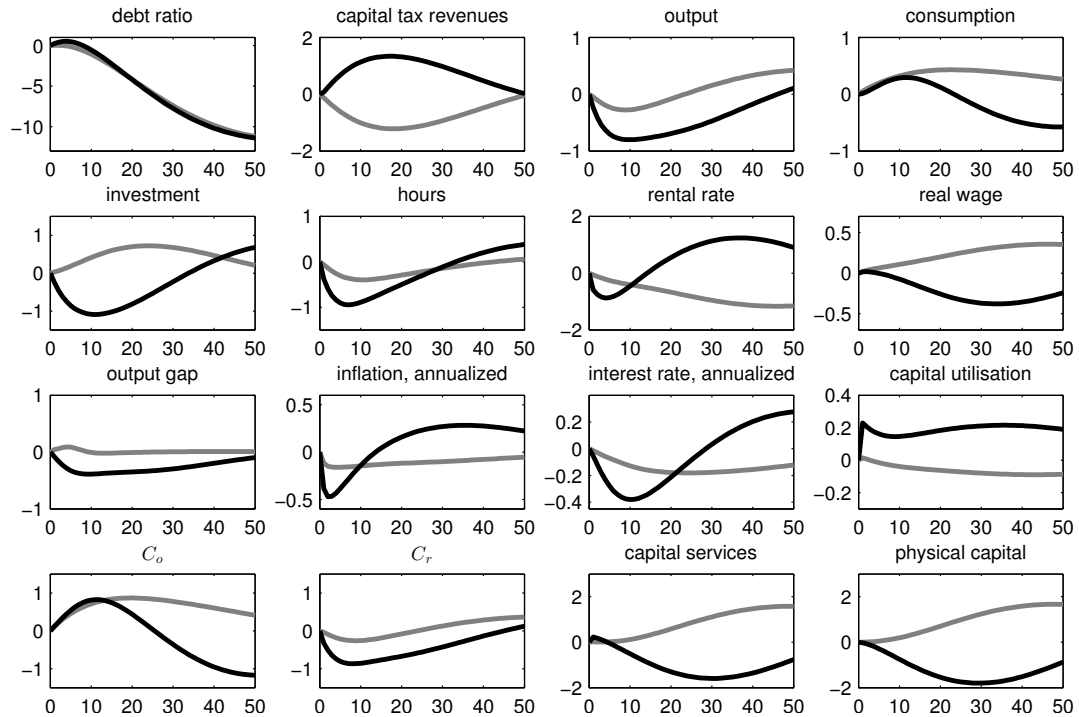 debt ratio
0
−5
−10
0 10 20 30 40 50
capital tax revenues
2
0
−2
0 10 20 30 40 50
output
1
0
−1
0 10 20 30 40 50
consumption
1
0
−1
0 10 20 30 40 50
investment
1
0
−1
0 10 20 30 40 50
hours
1
0
−1
0 10 20 30 40 50
rental rate
2
0
−2
0 10 20 30 40 50
real wage
0.5
0
−0.5
0 10 20 30 40 50
output gap
1
0
−1
0 10 20 30 40 50
inflation, annualized
0.5
0
−0.5
0 10 20 30 40 50
interest rate, annualized
0.2
0
−0.2
−0.4
0 10 20 30 40 50
capital utilisation
0.4
0.2
0
−0.2
0 10 20 30 40 50
C_o
1
0
−1
0 10 20 30 40 50
C_r
1
0
−1
0 10 20 30 40 50
capital services
2
0
−2
0 10 20 30 40 50
physical capital
2
0
−2
0 10 20 30 40 50